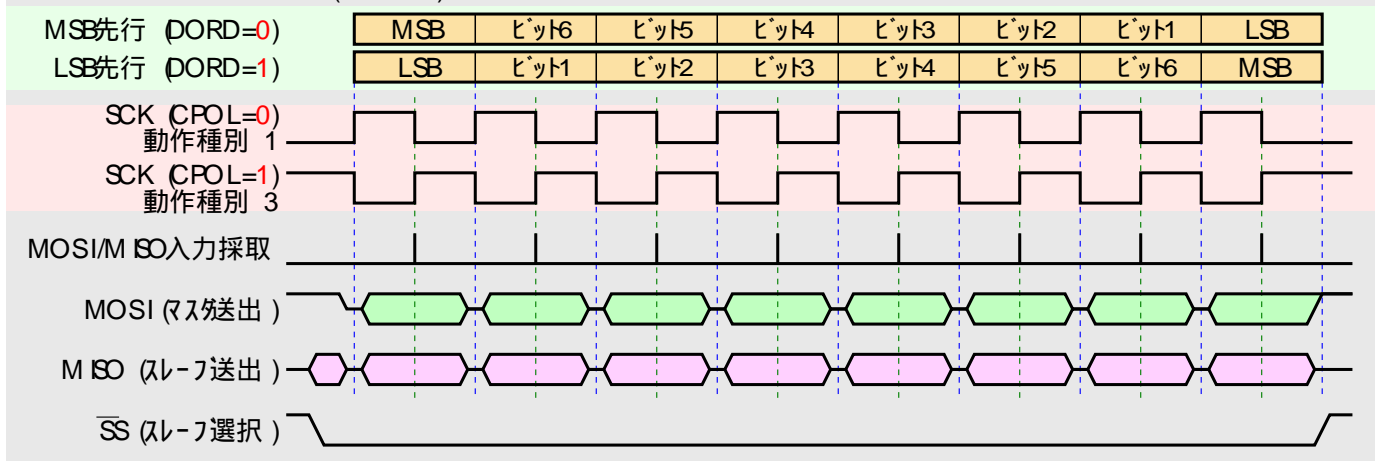 MSB先行 (DORD=0) MSB ビット6 ビット5 ビット4 ビット3 ビット2 ビット1 LSB
LSB先行 (DORD=1) LSB ビット1 ビット2 ビット3 ビット4 ビット5 ビット6 MSB
SCK (CPOL=0)
動作種別 1
SCK (CPOL=1)
動作種別 3
MOSI/MISO入力採取
MOSI (マスタ送出)
MISO (スレーブ送出)
SS (スレーブ選択)